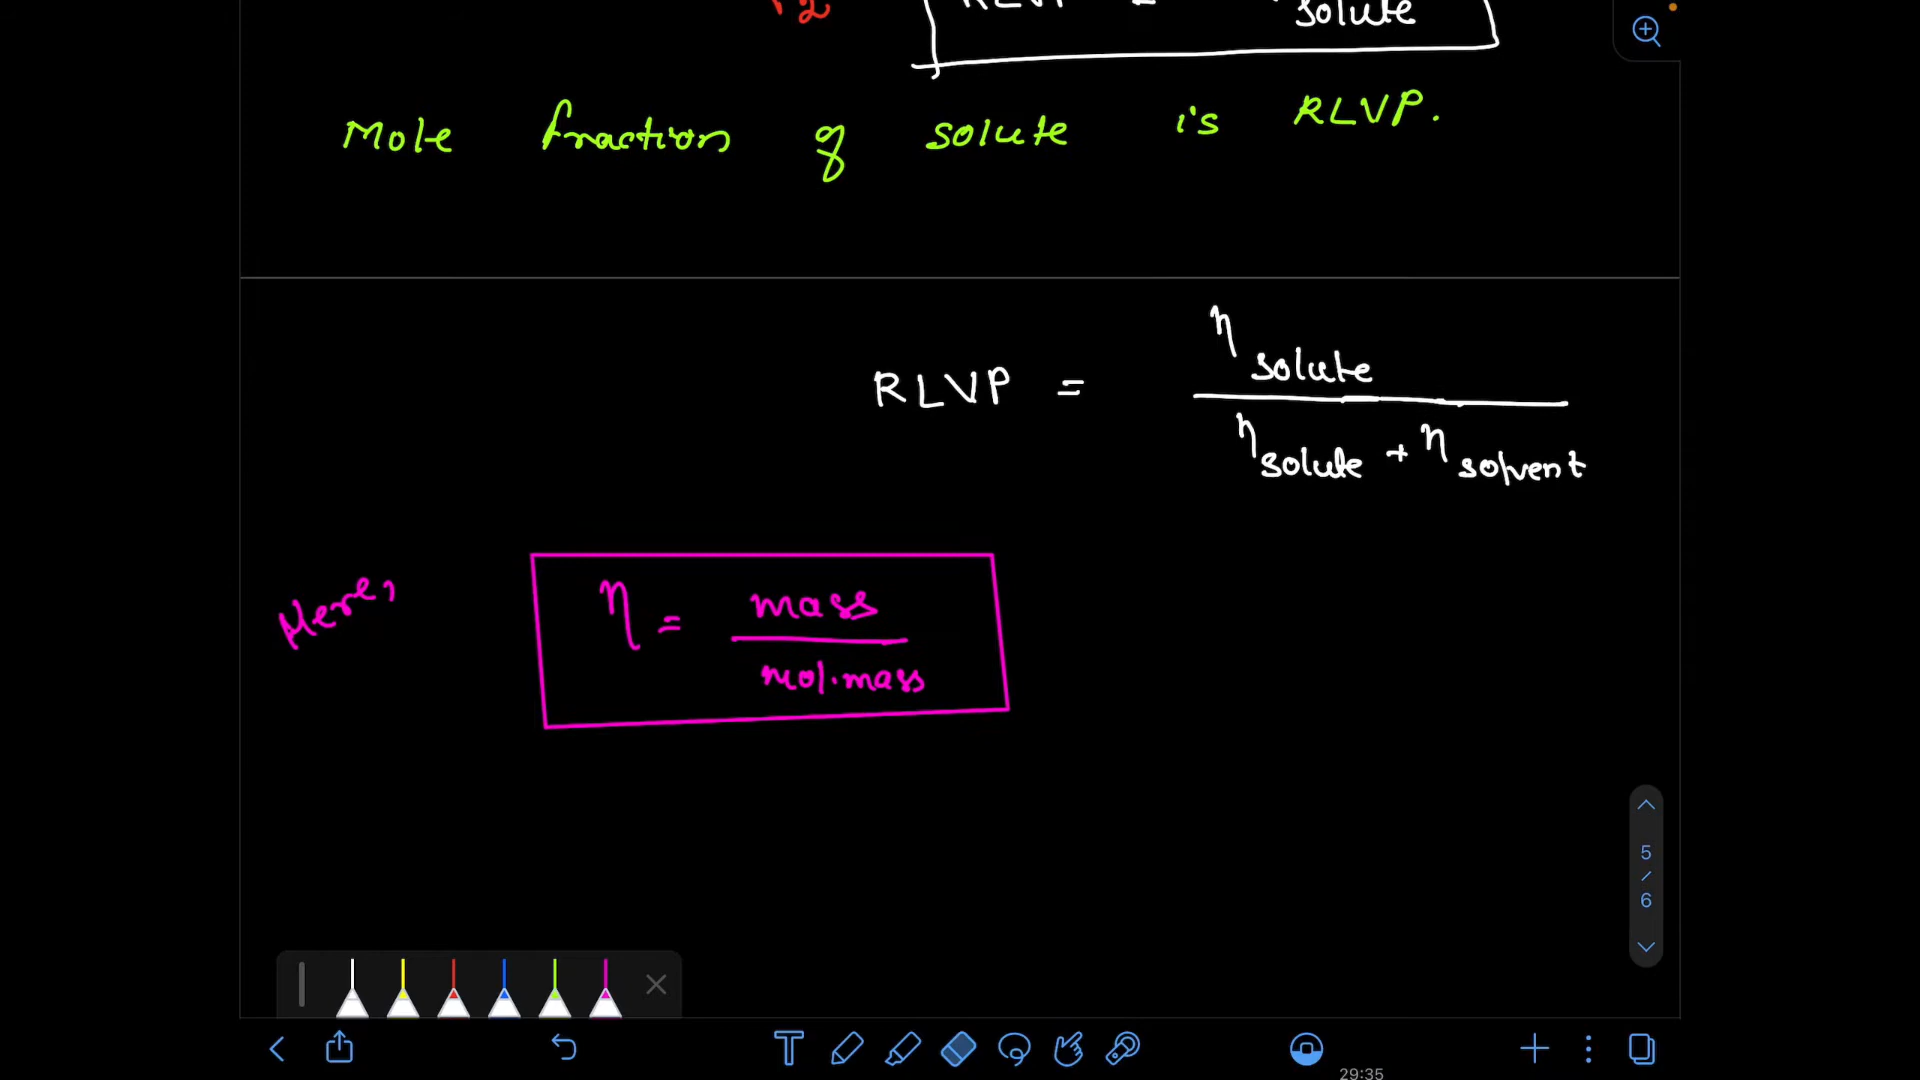 RLVP = solute
Mole fraction of solute is RLVP.
RLVP = η solute / η solute + η solvent
Here, η = mass / mol. mass
5
/
6
29:35